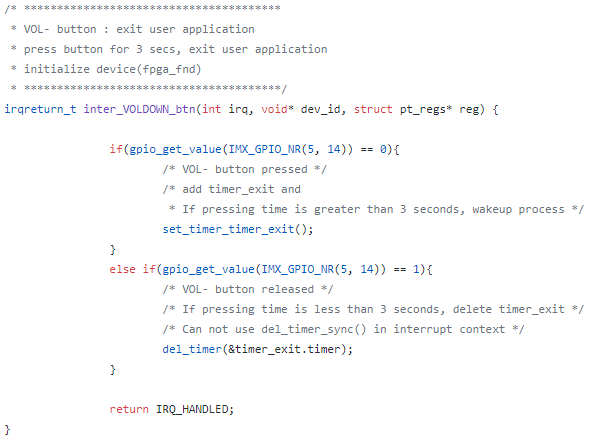 /* ***************************************
 * VOL- button : exit user application
 * press button for 3 secs, exit user application
 * initialize device(fpga_fnd)
 * ***************************************/
irqreturn_t inter_VOLDOWN_btn(int irq, void* dev_id, struct pt_regs* reg) {
		if(gpio_get_value(IMX_GPIO_NR(5, 14)) == 0){
			/* VOL- button pressed */
			/* add timer_exit and
			 * If pressing time is greater than 3 seconds, wakeup process */
			set_timer_timer_exit();
		}
		else if(gpio_get_value(IMX_GPIO_NR(5, 14)) == 1){
			/* VOL- button released */
			/* If pressing time is less than 3 seconds, delete timer_exit */
			/* Can not use del_timer_sync() in interrupt context */
			del_timer(&timer_exit.timer);
		}
		return IRQ_HANDLED;
}